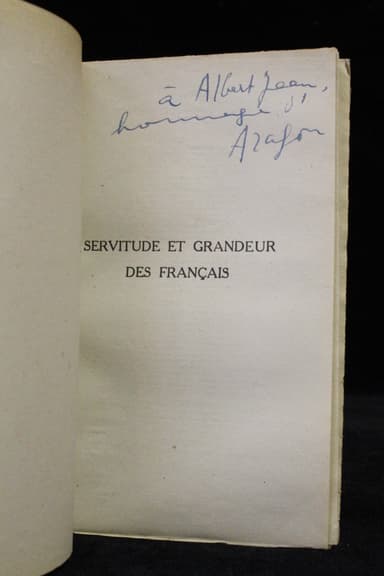 à Albert Jean,
hommage d'
Aragon
SERVITUDE ET GRANDEUR
DES FRANÇAIS